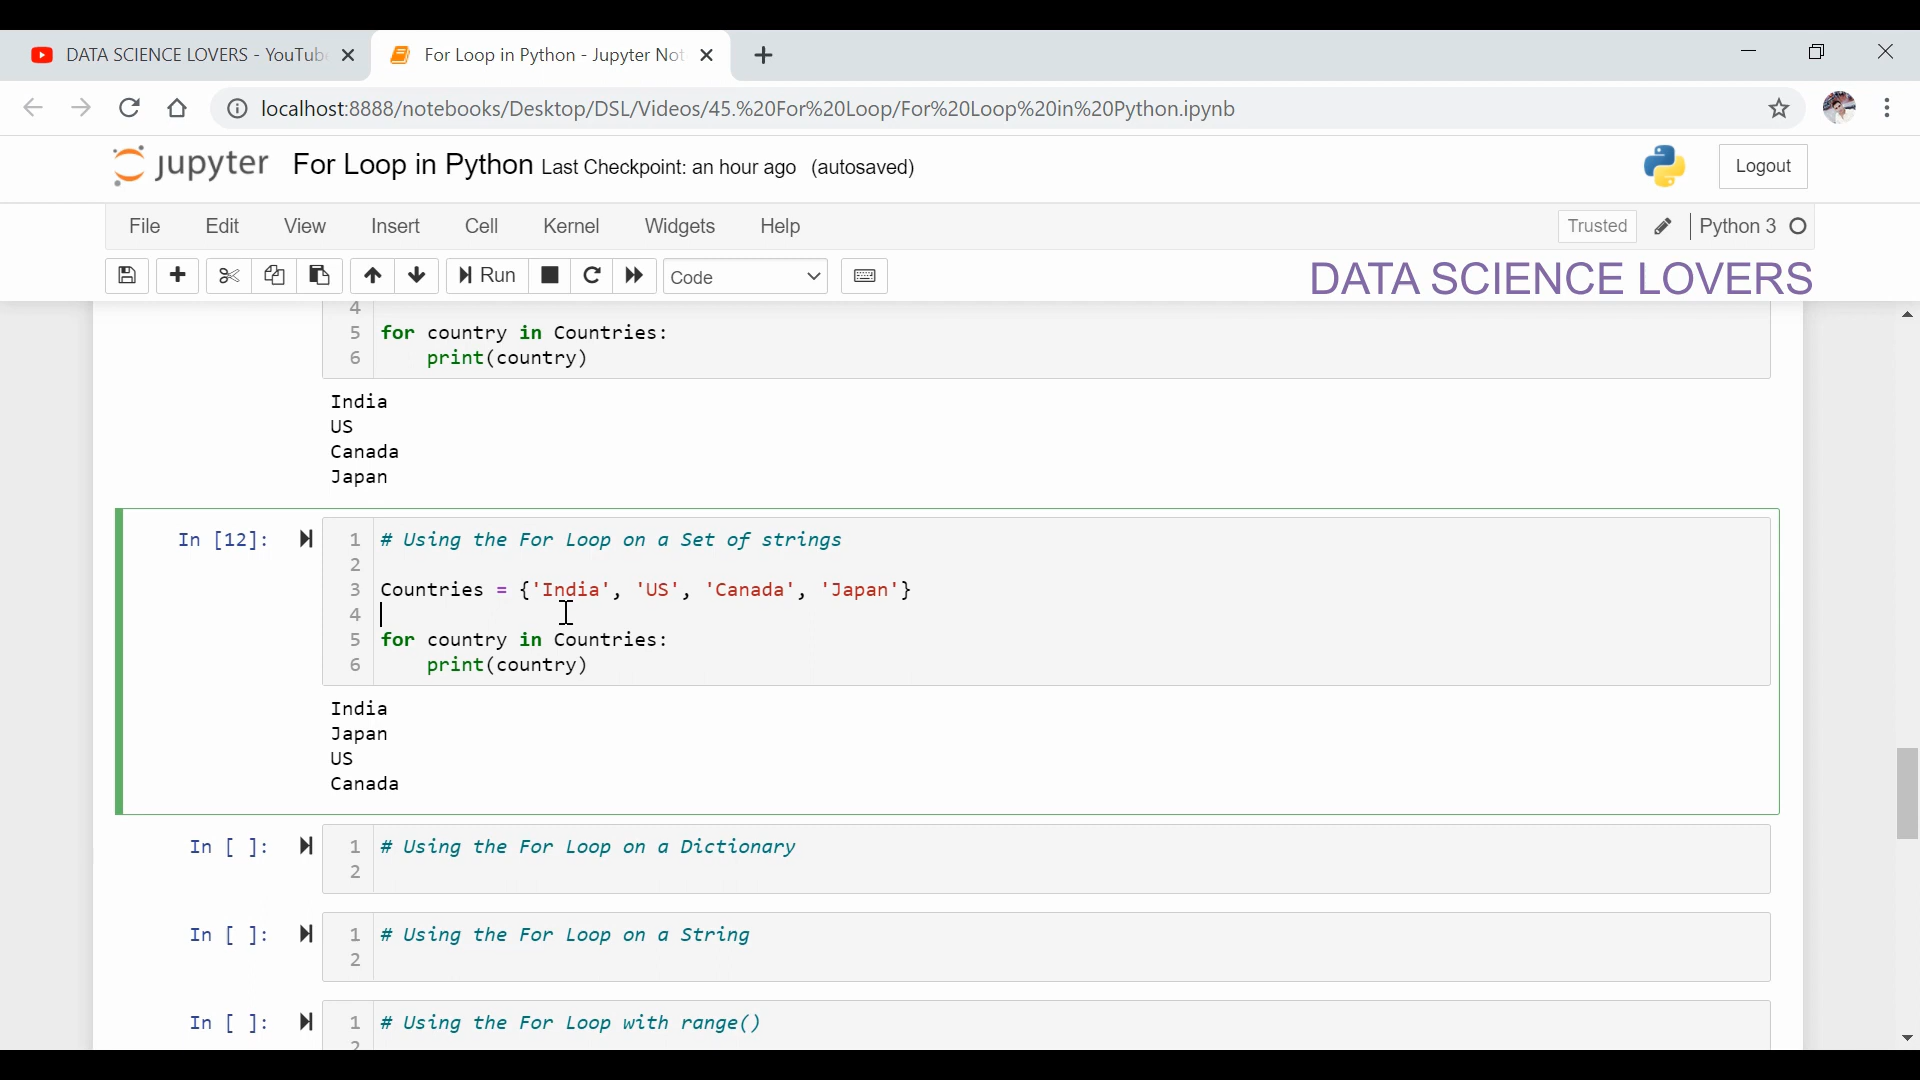 DATA SCIENCE LOVERS - YouTub
For Loop in Python - Jupyter Not
localhost:8888/notebooks/Desktop/DSL/Videos/45.%20For%20Loop/For%20Loop%20in%20Python.ipynb
jupyter For Loop in Python Last Checkpoint: an hour ago (autosaved)
Logout
File Edit View Insert Cell Kernel Widgets Help
Trusted Python 3
Run Code
DATA SCIENCE LOVERS
4
5 for country in Countries:
6 print(country)
India
US
Canada
Japan
In [12]: 1 # Using the For Loop on a Set of strings
2
3 Countries = {'India', 'US', 'Canada', 'Japan'}
4
5 for country in Countries:
6 print(country)
India
Japan
US
Canada
In [ ]: 1 # Using the For Loop on a Dictionary
2
In [ ]: 1 # Using the For Loop on a String
2
In [ ]: 1 # Using the For Loop with range()
2